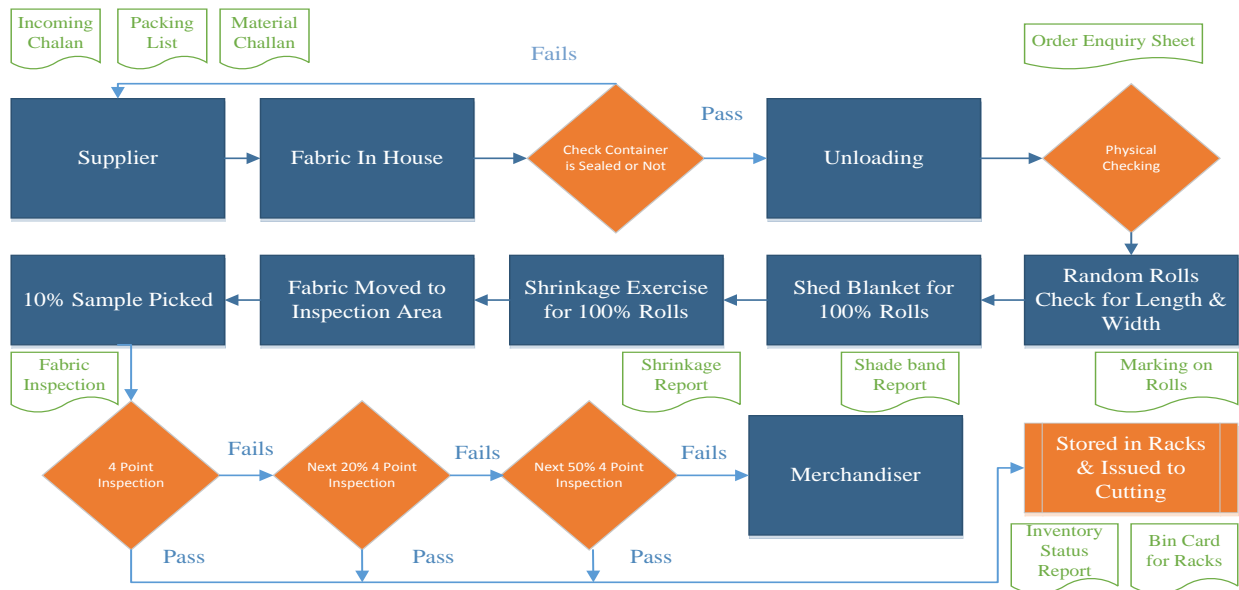 Incoming
Chalan
Packing
List
Material
Challan
Order Enquiry Sheet
Fails
Supplier
Fabric In House
Check Container
is Sealed or Not
Pass
Unloading
Physical
Checking
10% Sample Picked
Fabric Moved to
Inspection Area
Shrinkage Exercise
for 100% Rolls
Shed Blanket for
100% Rolls
Random Rolls
Check for Length &
Width
Fabric
Inspection
Shrinkage
Report
Shade band
Report
Marking on
Rolls
4 Point
Inspection
Fails
Next 20% 4 Point
Inspection
Fails
Next 50% 4 Point
Inspection
Fails
Merchandiser
Stored in Racks
& Issued to
Cutting
Pass
Pass
Pass
Inventory
Status
Report
Bin Card
for Racks